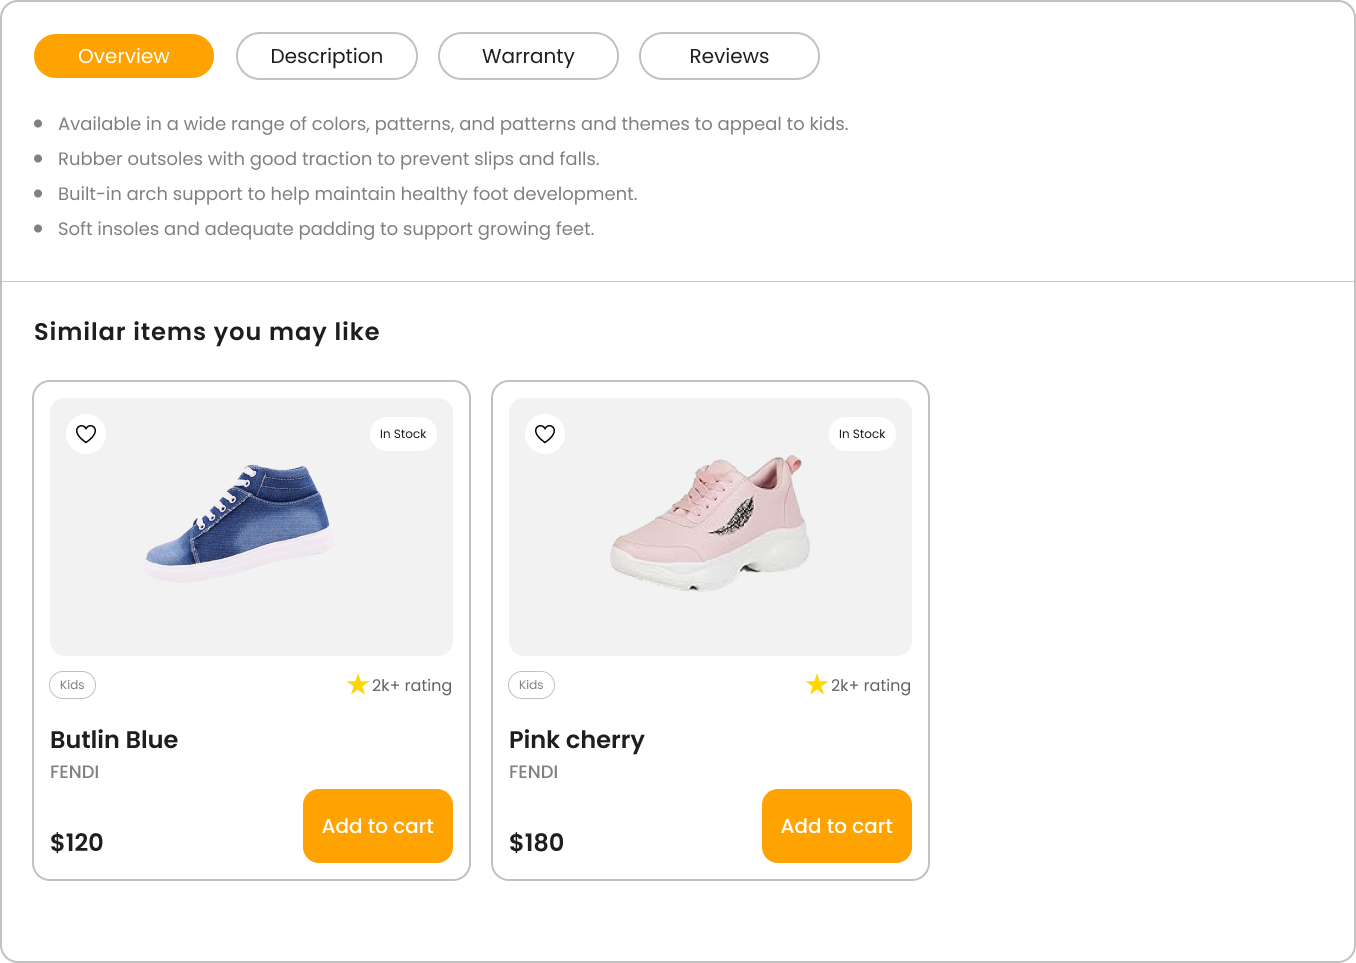 Overview
Description
Warranty
Reviews
Available in a wide range of colors, patterns, and patterns and themes to appeal to kids.
Rubber outsoles with good traction to prevent slips and falls.
Built-in arch support to help maintain healthy foot development.
Soft insoles and adequate padding to support growing feet.
Similar items you may like
In Stock
Kids
2k+ rating
Butlin Blue
FENDI
$120
Add to cart
In Stock
Kids
2k+ rating
Pink cherry
FENDI
$180
Add to cart